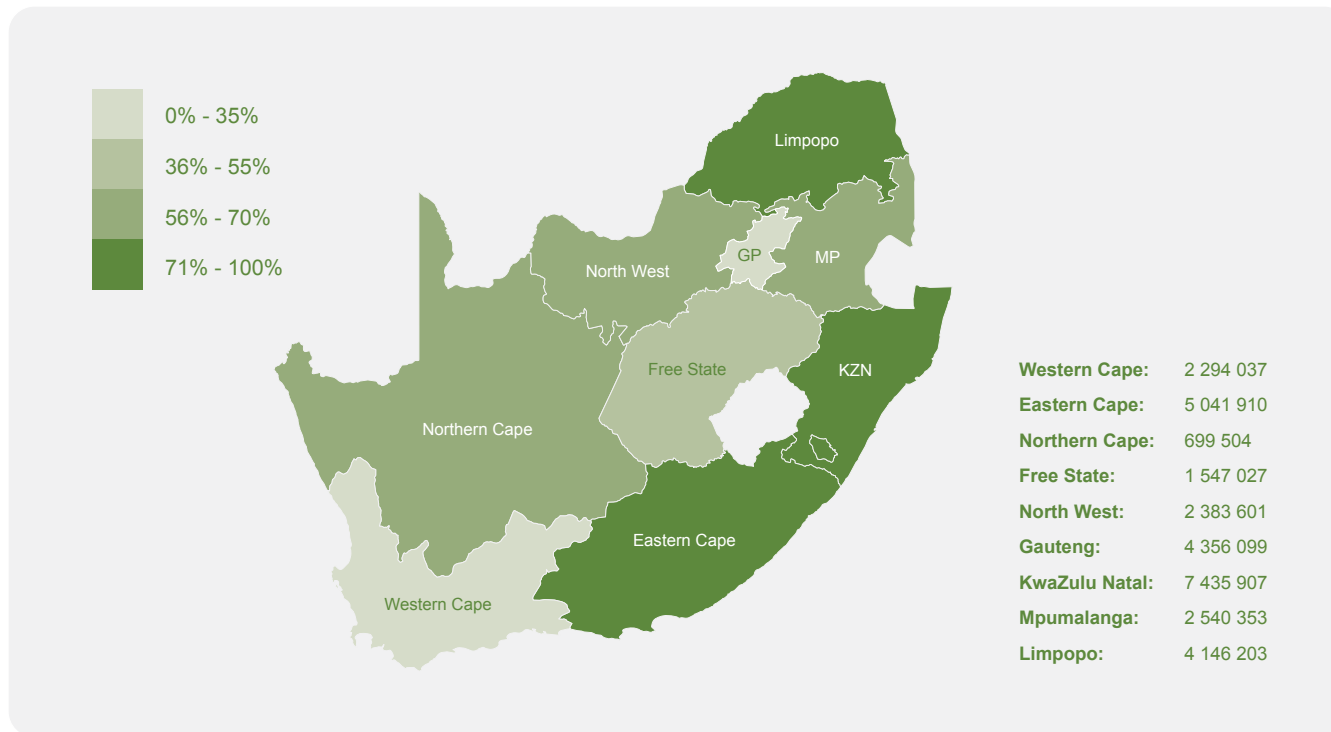 0% - 35%
36% - 55%
56% - 70%
71% - 100%
Limpopo
GP
MP
North West
Free State
KZN
Northern Cape
Eastern Cape
Western Cape
Western Cape: 2 294 037
Eastern Cape: 5 041 910
Northern Cape: 699 504
Free State: 1 547 027
North West: 2 383 601
Gauteng: 4 356 099
KwaZulu Natal: 7 435 907
Mpumalanga: 2 540 353
Limpopo: 4 146 203